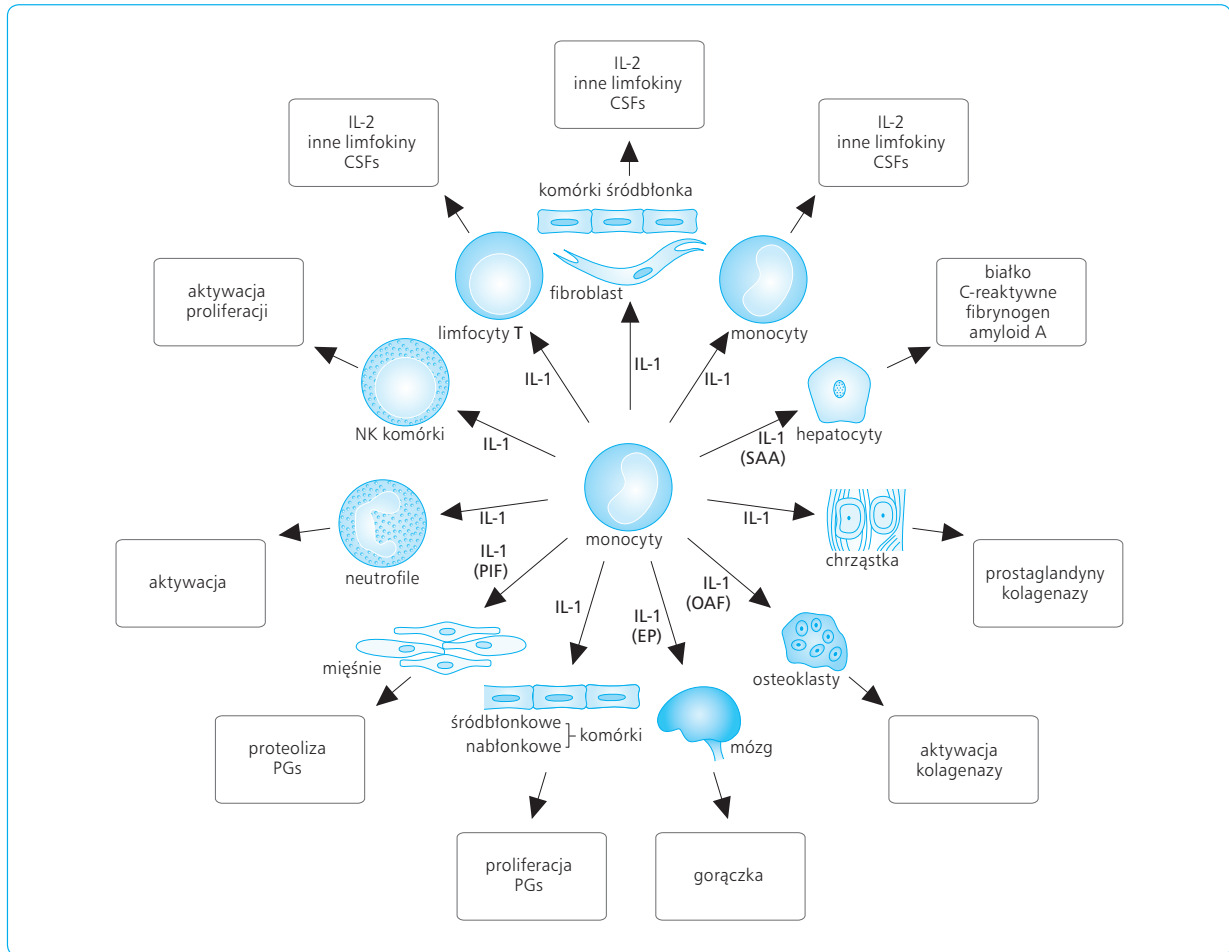 IL-2
inne limfokiny
CSFs
IL-2
inne limfokiny
CSFs
IL-2
inne limfokiny
CSFs
komórki śródbłonka
fibroblast
limfocyty T
monocyty
aktywacja
proliferacji
białko
C-reaktywne
fibrynogen
amyloid A
NK komórki
IL-1
IL-1
IL-1
IL-1
IL-1
(SAA)
hepatocyty
monocyty
IL-1
neutrofile
IL-1
chrząstka
aktywacja
prostaglandyny
kolagenazy
IL-1
(PIF)
mięśnie
IL-1
IL-1
(EP)
IL-1
(OAF)
osteoklasty
śródbłonkowe
nabłonkowe
komórki
mózg
proteoliza
PGs
aktywacja
kolagenazy
proliferacja
PGs
gorączka